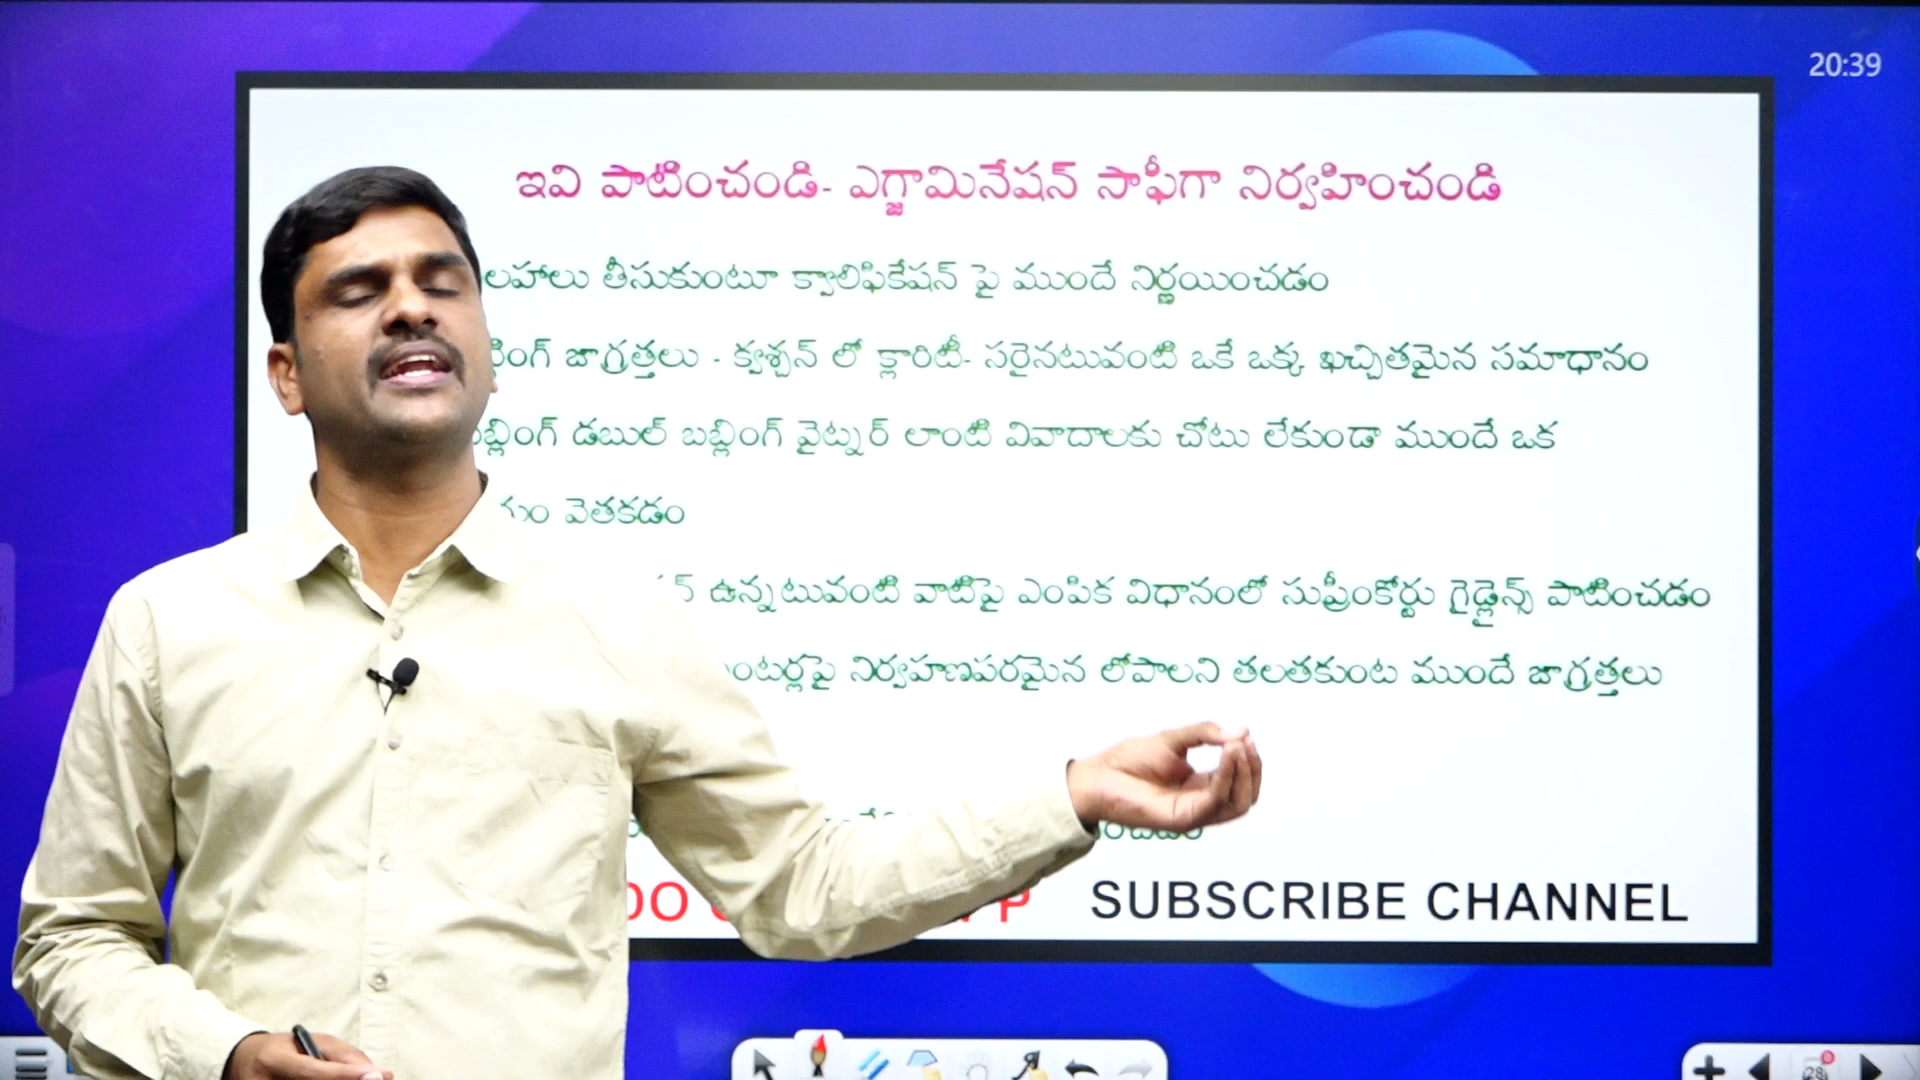 20:39
ఇవి పాటించండి- ఎగ్జామినేషన్ సాఫీగా నిర్వహించండి
లహాలు తీసుకుంటూ క్వాలిఫికేషన్ పై ముందే నిర్ణయించడం
జాగ్రత్తలు - క్వశ్చన్ లో క్లారిటీ- సరైనటువంటి ఒకే ఒక్క ఖచ్చితమైన సమాధానం
బ్లింగ్ డబుల్ బబ్లింగ్ వైట్నర్ లాంటి వివాదాలకు చోటు లేకుండా ముందే ఒక
వెతకడం
ఉన్నటువంటి వాటిపై ఎంపిక విధానంలో సుప్రీంకోర్టు గైడ్లైన్స్ పాటించడం
ంటర్లపై నిర్వహణపరమైన లోపాలని తలతకుంట ముందే జాగ్రత్తలు
SUBSCRIBE CHANNEL
28